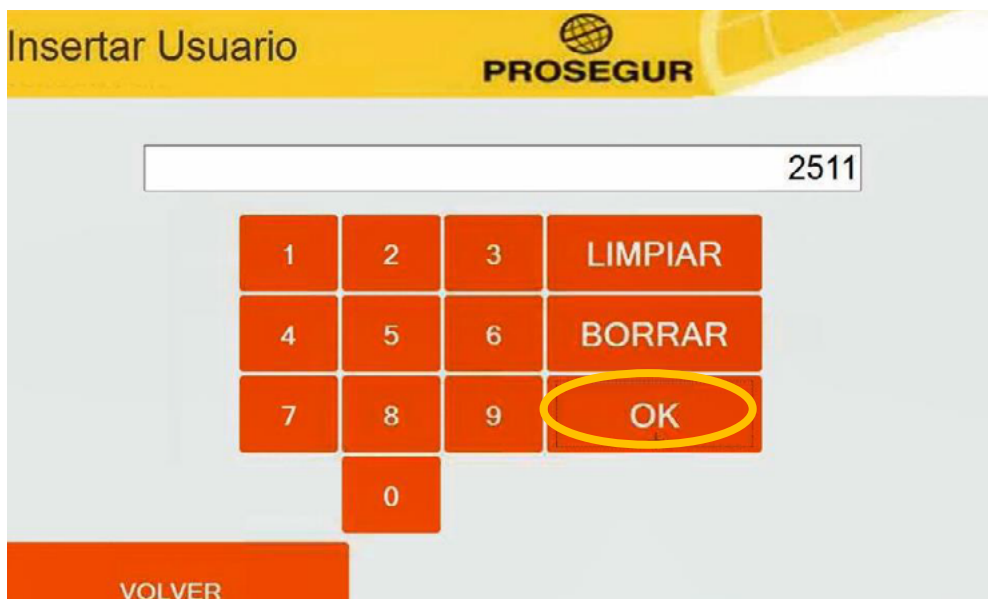 Insertar Usuario
PROSEGUR
2511
1 2 3 LIMPIAR
4 5 6 BORRAR
7 8 9 OK
0
VOLVER